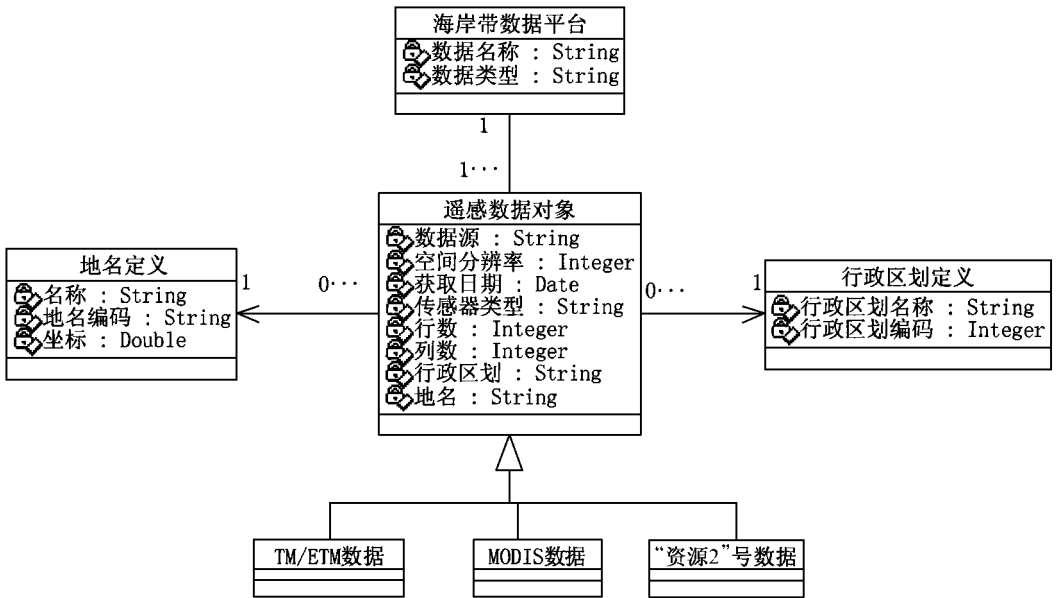 海岸带数据平台
数据名称 : String
数据类型 : String
1
1···
遥感数据对象
数据源 : String
空间分辨率 : Integer
获取日期 : Date
传感器类型 : String
行数 : Integer
列数 : Integer
行政区划 : String
地名 : String
地名定义
名称 : String
地名编码 : String
坐标 : Double
1
0···
0···
1
行政区划定义
行政区划名称 : String
行政区划编码 : Integer
TM/ETM数据
MODIS数据
“资源2”号数据